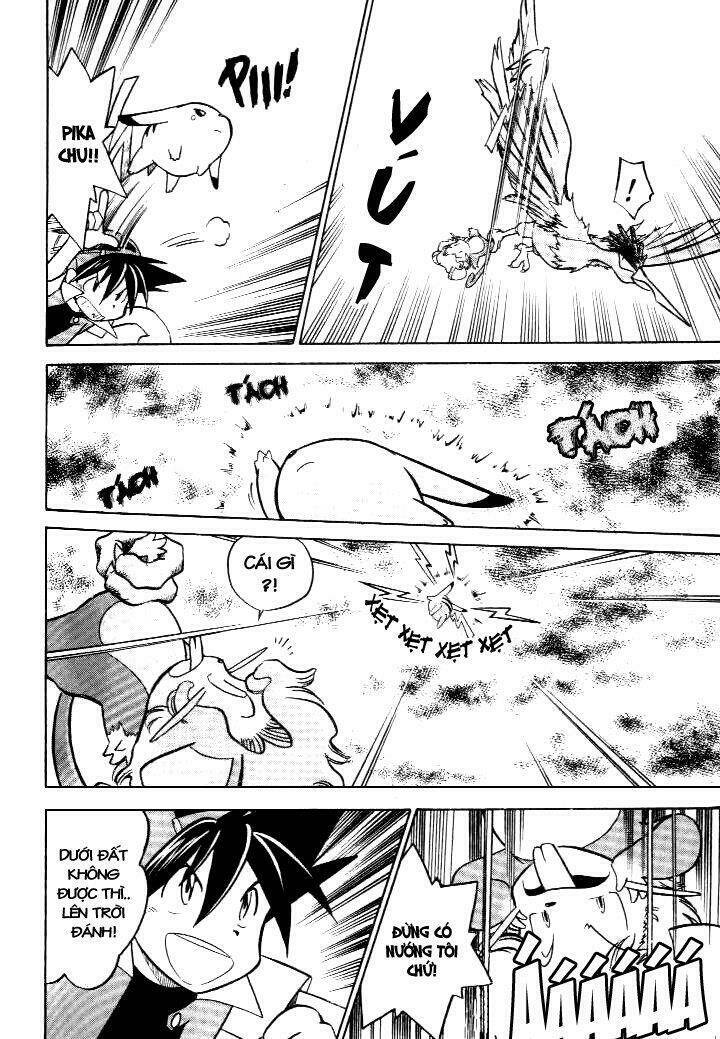 PIKA
CHU!!
PIII!
VÚT
!
TÁCH
TÁCH
TÁCH
CÁI GÌ
?!
XẸT XẸT XẸT XẸT
DƯỚI ĐẤT
KHÔNG
ĐƯỢC THÌ..
LÊN TRỜI
ĐÁNH!
ĐỪNG CÓ
NƯỚNG TÔI
CHỨ!
ÁÁÁÁÁÁ